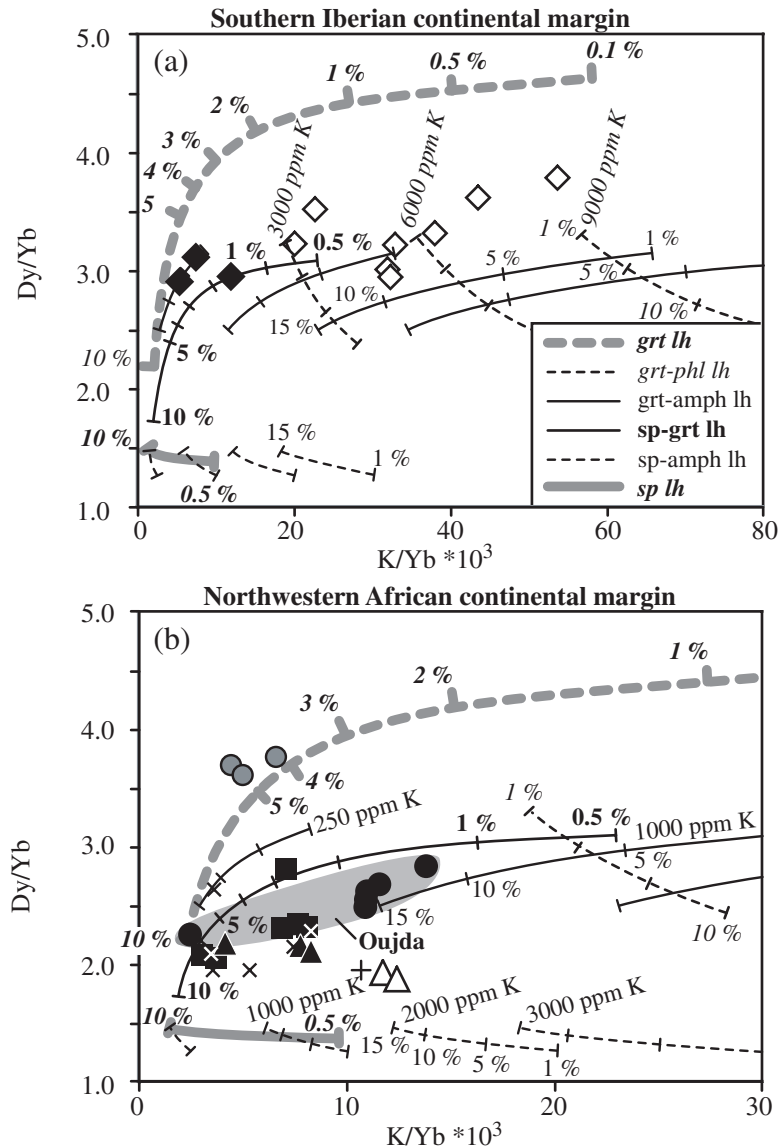 Southern Iberian continental margin
(a)
5.0
4.0
3.0
2.0
1.0
Dy/Yb
0.1 %
0.5 %
1 %
2 %
3 %
4 %
5
10 %
3000 ppm K
6000 ppm K
9000 ppm K
1 %
0.5 %
5 %
1 %
1 %
5 %
10 %
15 %
10 %
5 %
10 %
10 %
0.5 %
15 %
1 %
grt lh
grt-phl lh
grt-amph lh
sp-grt lh
sp-amph lh
sp lh
0 20 40 60 80
K/Yb *10³
Northwestern African continental margin
(b)
5.0
4.0
3.0
2.0
1.0
Dy/Yb
1 %
2 %
3 %
4 %
5 %
250 ppm K
1 %
0.5 %
1000 ppm K
1 %
5 %
10 %
10 %
15 %
10 %
5 %
Oujda
10 %
10 %
1000 ppm K
0.5 %
2000 ppm K
3000 ppm K
15 %
10 %
5 %
1 %
0 10 20 30
K/Yb *10³